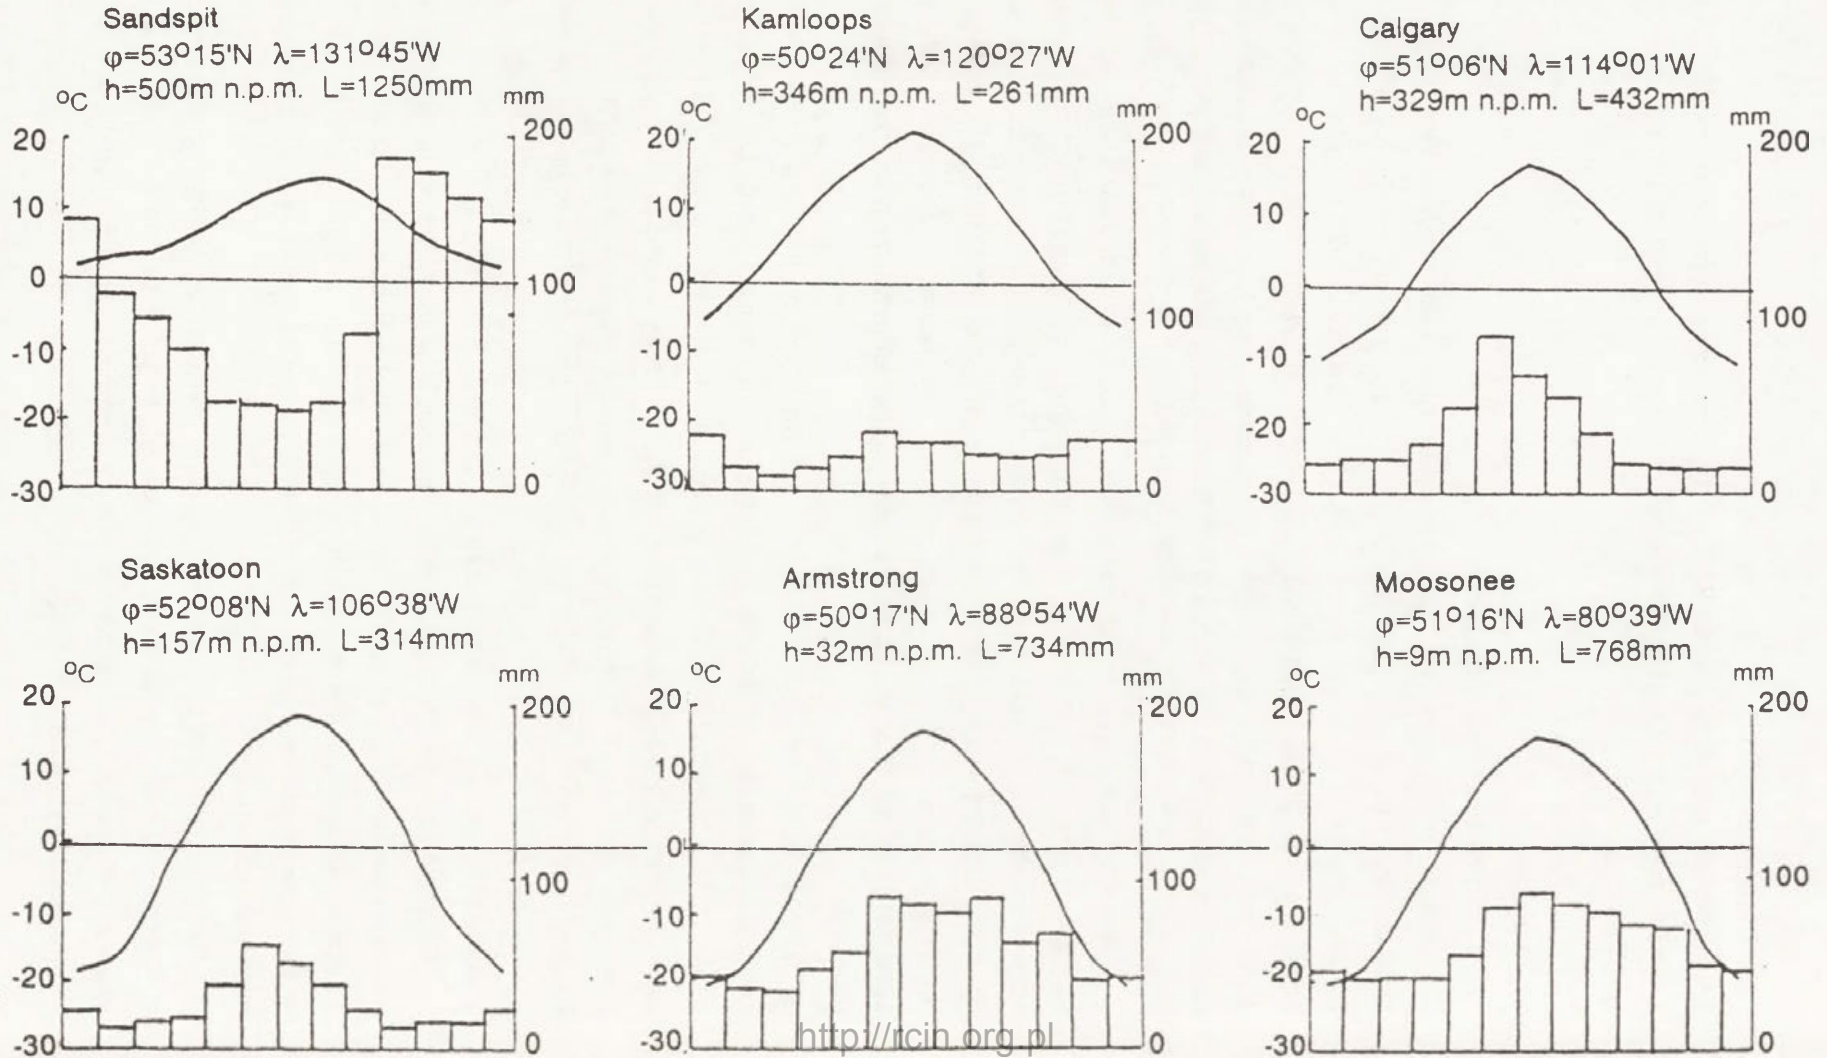 Sandspit
φ=53°15'N λ=131°45'W
h=500m n.p.m. L=1250mm
°C
mm
20
10
0
-10
-20
-30
200
100
0
Kamloops
φ=50°24'N λ=120°27'W
h=346m n.p.m. L=261mm
°C
mm
20
10
0
-10
-20
-30
200
100
0
Calgary
φ=51°06'N λ=114°01'W
h=329m n.p.m. L=432mm
°C
mm
20
10
0
-10
-20
-30
200
100
0
Saskatoon
φ=52°08'N λ=106°38'W
h=157m n.p.m. L=314mm
°C
mm
20
10
0
-10
-20
-30
200
100
0
Armstrong
φ=50°17'N λ=88°54'W
h=32m n.p.m. L=734mm
°C
mm
20
10
0
-10
-20
-30
200
100
0
Moosonee
φ=51°16'N λ=80°39'W
h=9m n.p.m. L=768mm
°C
mm
20
10
0
-10
-20
-30
200
100
0
http://rcin.org.pl